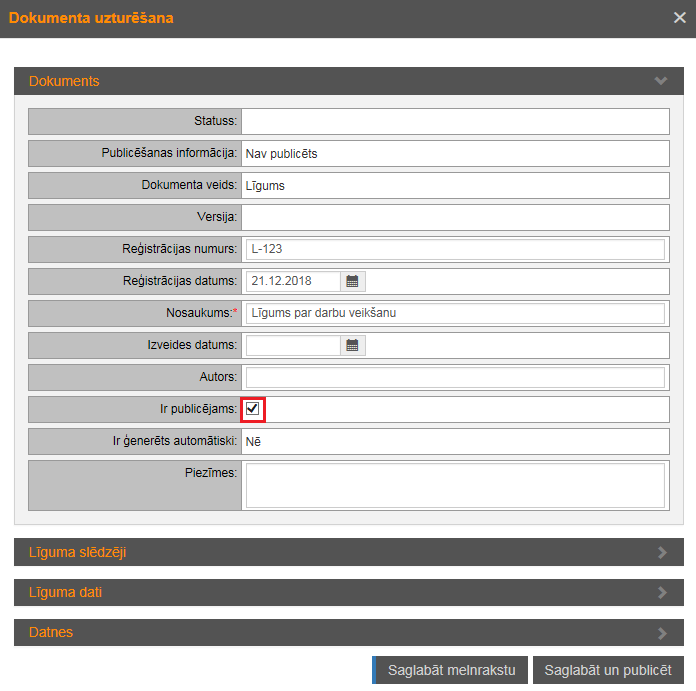 Dokumenta uzturēšana
Dokuments
Statuss:
Publicēšanas informācija: Nav publicēts
Dokumenta veids: Līgums
Versija:
Reģistrācijas numurs: L-123
Reģistrācijas datums: 21.12.2018
Nosaukums:* Līgums par darbu veikšanu
Izveides datums:
Autors:
Ir publicējams:
Ir ģenerēts automātiski: Nē
Piezīmes:
Līguma slēdzēji
Līguma dati
Datnes
Saglabāt melnrakstu Saglabāt un publicēt